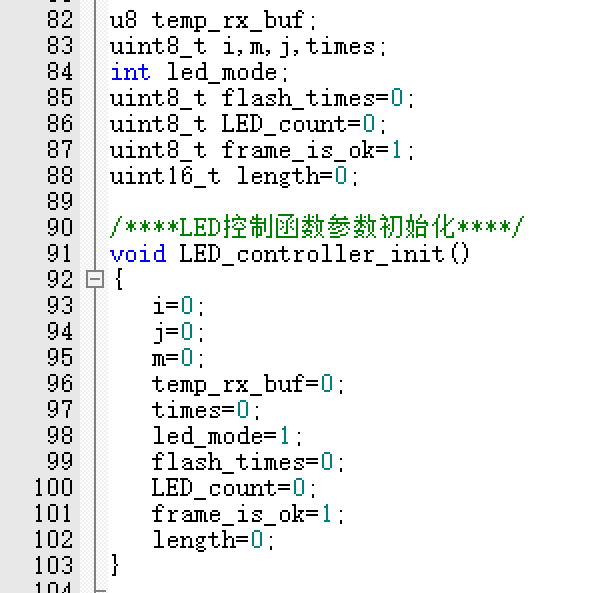 82 u8 temp_rx_buf;
83 uint8_t i,m,j,times;
84 int led_mode;
85 uint8_t flash_times=0;
86 uint8_t LED_count=0;
87 uint8_t frame_is_ok=1;
88 uint16_t length=0;
89
90 /****LED控制函数参数初始化****/
91 void LED_controller_init()
92 {
93 i=0;
94 j=0;
95 m=0;
96 temp_rx_buf=0;
97 times=0;
98 led_mode=1;
99 flash_times=0;
100 LED_count=0;
101 frame_is_ok=1;
102 length=0;
103 }
104